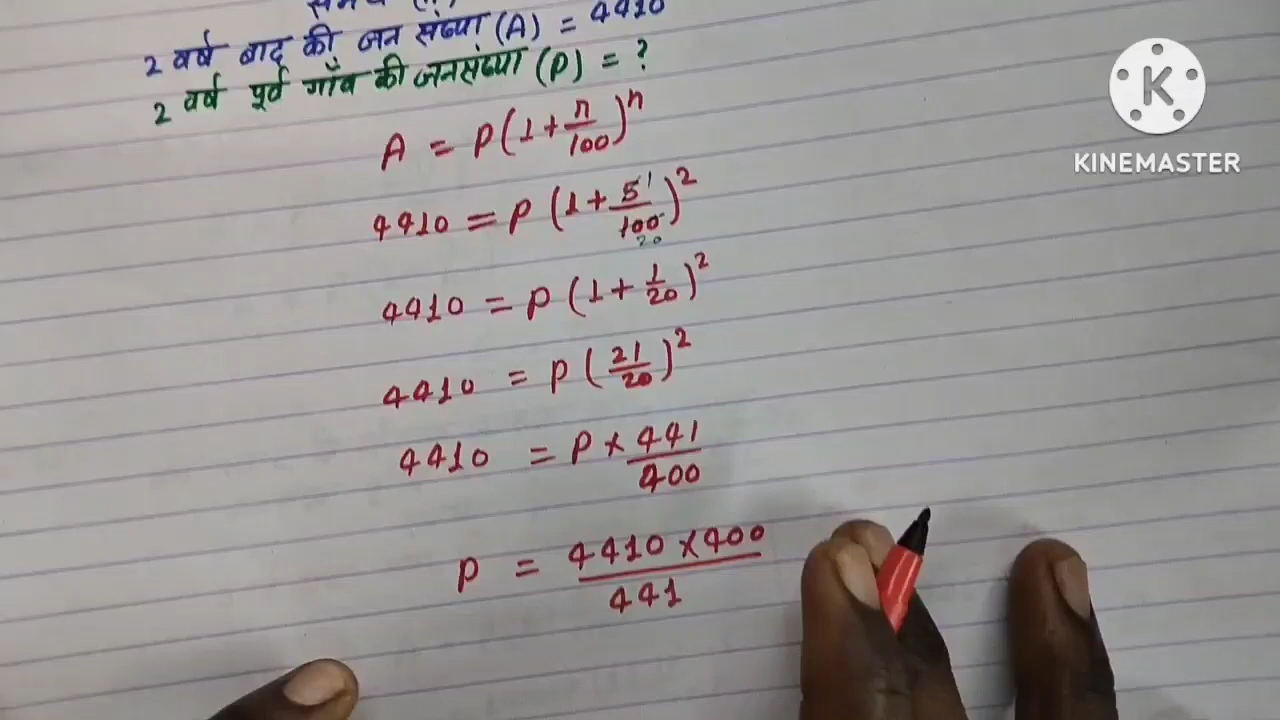 2 वर्ष बाद की जन संख्या (A) = 4410
2 वर्ष पूर्व गाँव की जनसंख्या (P) = ?
A = P(1+r/100)^n
4410 = P (1+5/100)^2
1
20
4410 = P (1+1/20)^2
4410 = P (21/20)^2
4410 = P × 441/400
P = 4410×400/441
K
KINEMASTER